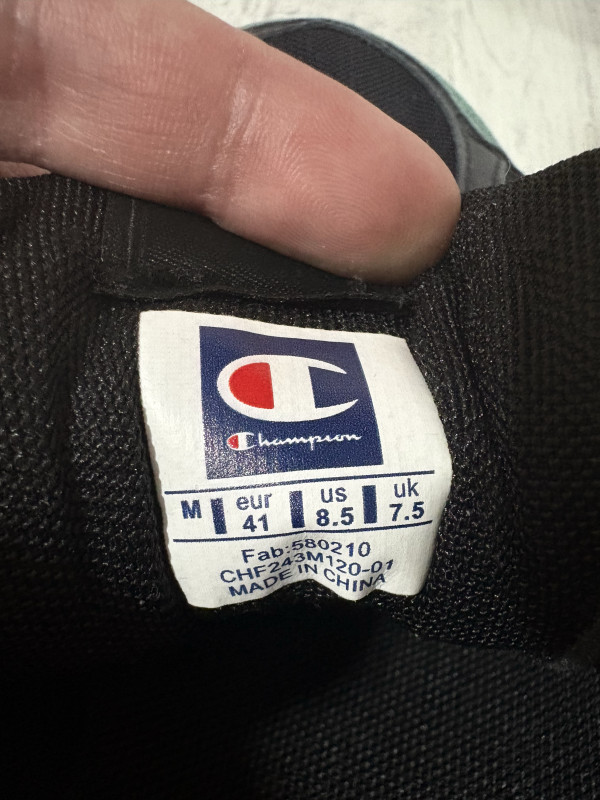 Champion
M eur 41 us 8.5 uk 7.5
Fab:580210
CHF243M120-01
MADE IN CHINA